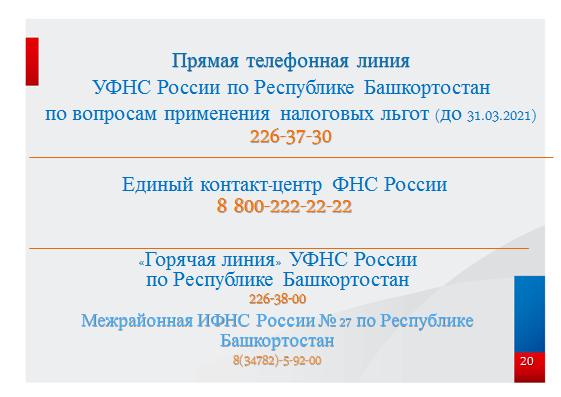 Прямая телефонная линия
УФНС России по Республике Башкортостан
по вопросам применения налоговых льгот (до 31.03.2021)
226-37-30
Единый контакт-центр ФНС России
8 800-222-22-22
«Горячая линия» УФНС России
по Республике Башкортостан
226-38-00
Межрайонная ИФНС России № 27 по Республике
Башкортостан
8(34782)-5-92-00
20